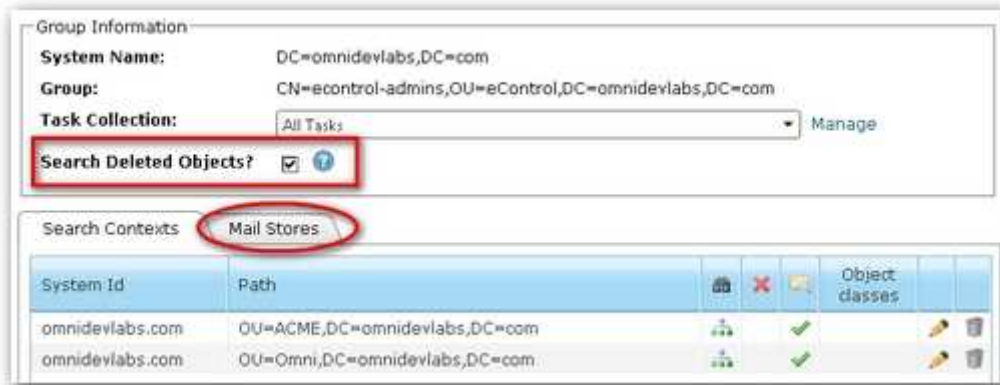 Group Information
System Name: DC=omnidevlabs,DC=com
Group: CN=econtrol-admins,OU=eControl,DC=omnidevlabs,DC=com
Task Collection: All Tasks Manage
Search Deleted Objects?
Search Contexts Mail Stores
System Id Path Object classes
omnidevlabs.com OU=ACME,DC=omnidevlabs,DC=com
omnidevlabs.com OU=Omni,DC=omnidevlabs,DC=com